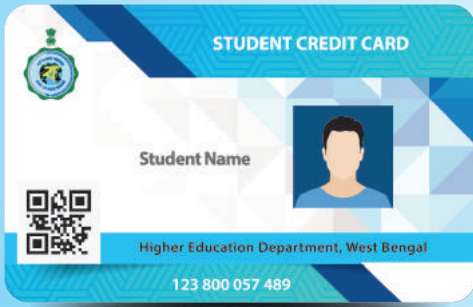 STUDENT CREDIT CARD
Student Name
Higher Education Department, West Bengal
123 800 057 489